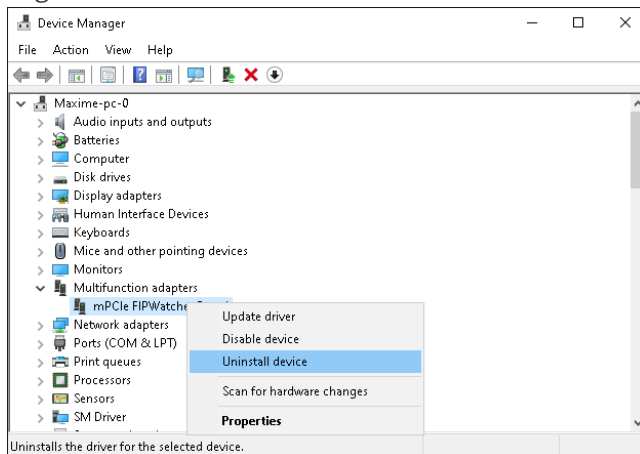 Device Manager
File Action View Help
Maxime-pc-0
Audio inputs and outputs
Batteries
Computer
Disk drives
Display adapters
Human Interface Devices
Keyboards
Mice and other pointing devices
Monitors
Multifunction adapters
mPCIe FIPWatche
Network adapters
Ports (COM & LPT)
Print queues
Processors
Sensors
SM Driver
Update driver
Disable device
Uninstall device
Scan for hardware changes
Properties
Uninstalls the driver for the selected device.